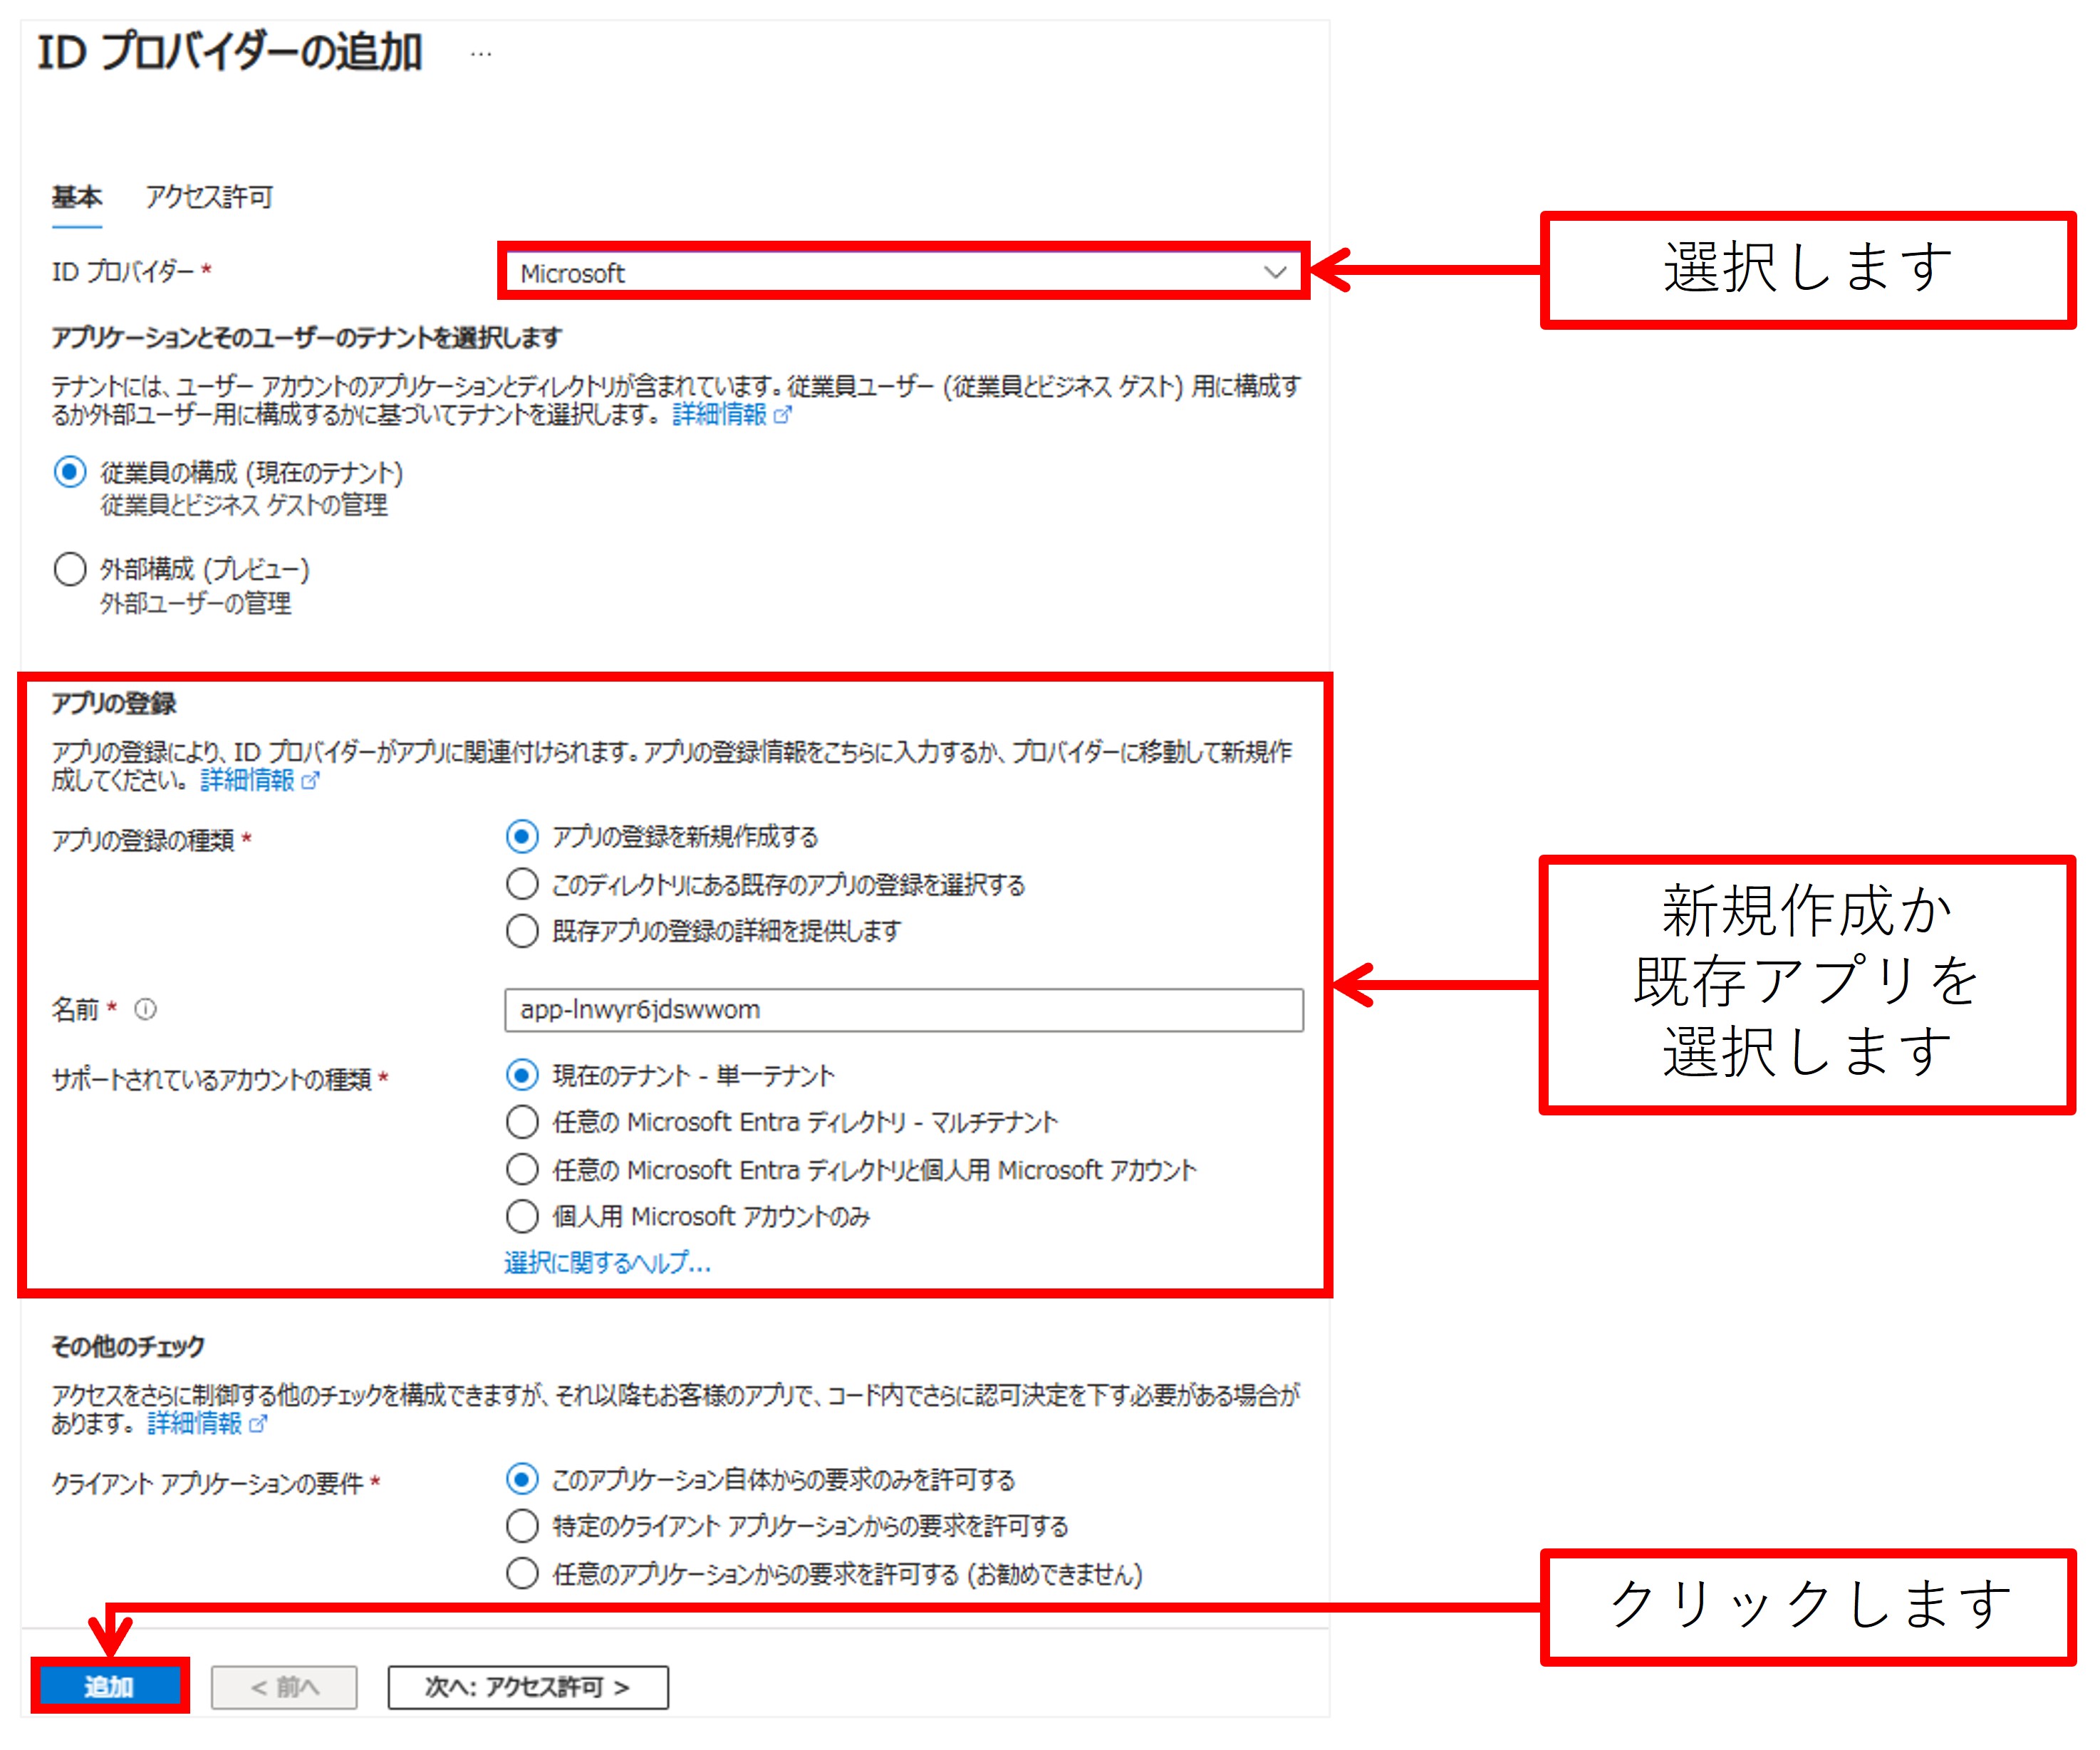 ID プロバイダーの追加 …
基本 アクセス許可
ID プロバイダー *
Microsoft
選択します
アプリケーションとそのユーザーのテナントを選択します
テナントには、ユーザー アカウントのアプリケーションとディレクトリが含まれています。従業員ユーザー (従業員とビジネス ゲスト) 用に構成す
るか外部ユーザー用に構成するかに基づいてテナントを選択します。 詳細情報
従業員の構成 (現在のテナント)
従業員とビジネス ゲストの管理
外部構成 (プレビュー)
外部ユーザーの管理
アプリの登録
アプリの登録により、ID プロバイダーがアプリに関連付けられます。アプリの登録情報をこちらに入力するか、プロバイダーに移動して新規作
成してください。 詳細情報
アプリの登録の種類 *
アプリの登録を新規作成する
このディレクトリにある既存のアプリの登録を選択する
既存アプリの登録の詳細を提供します
新規作成か
既存アプリを
選択します
名前 *
app-lnwyr6jdswwom
サポートされているアカウントの種類 *
現在のテナント - 単一テナント
任意の Microsoft Entra ディレクトリ - マルチテナント
任意の Microsoft Entra ディレクトリと個人用 Microsoft アカウント
個人用 Microsoft アカウントのみ
選択に関するヘルプ...
その他のチェック
アクセスをさらに制御する他のチェックを構成できますが、それ以降もお客様のアプリで、コード内でさらに認可決定を下す必要がある場合が
あります。 詳細情報
クライアント アプリケーションの要件 *
このアプリケーション自体からの要求のみを許可する
特定のクライアント アプリケーションからの要求を許可する
任意のアプリケーションからの要求を許可する (お勧めできません)
クリックします
追加
< 前へ
次へ: アクセス許可 >